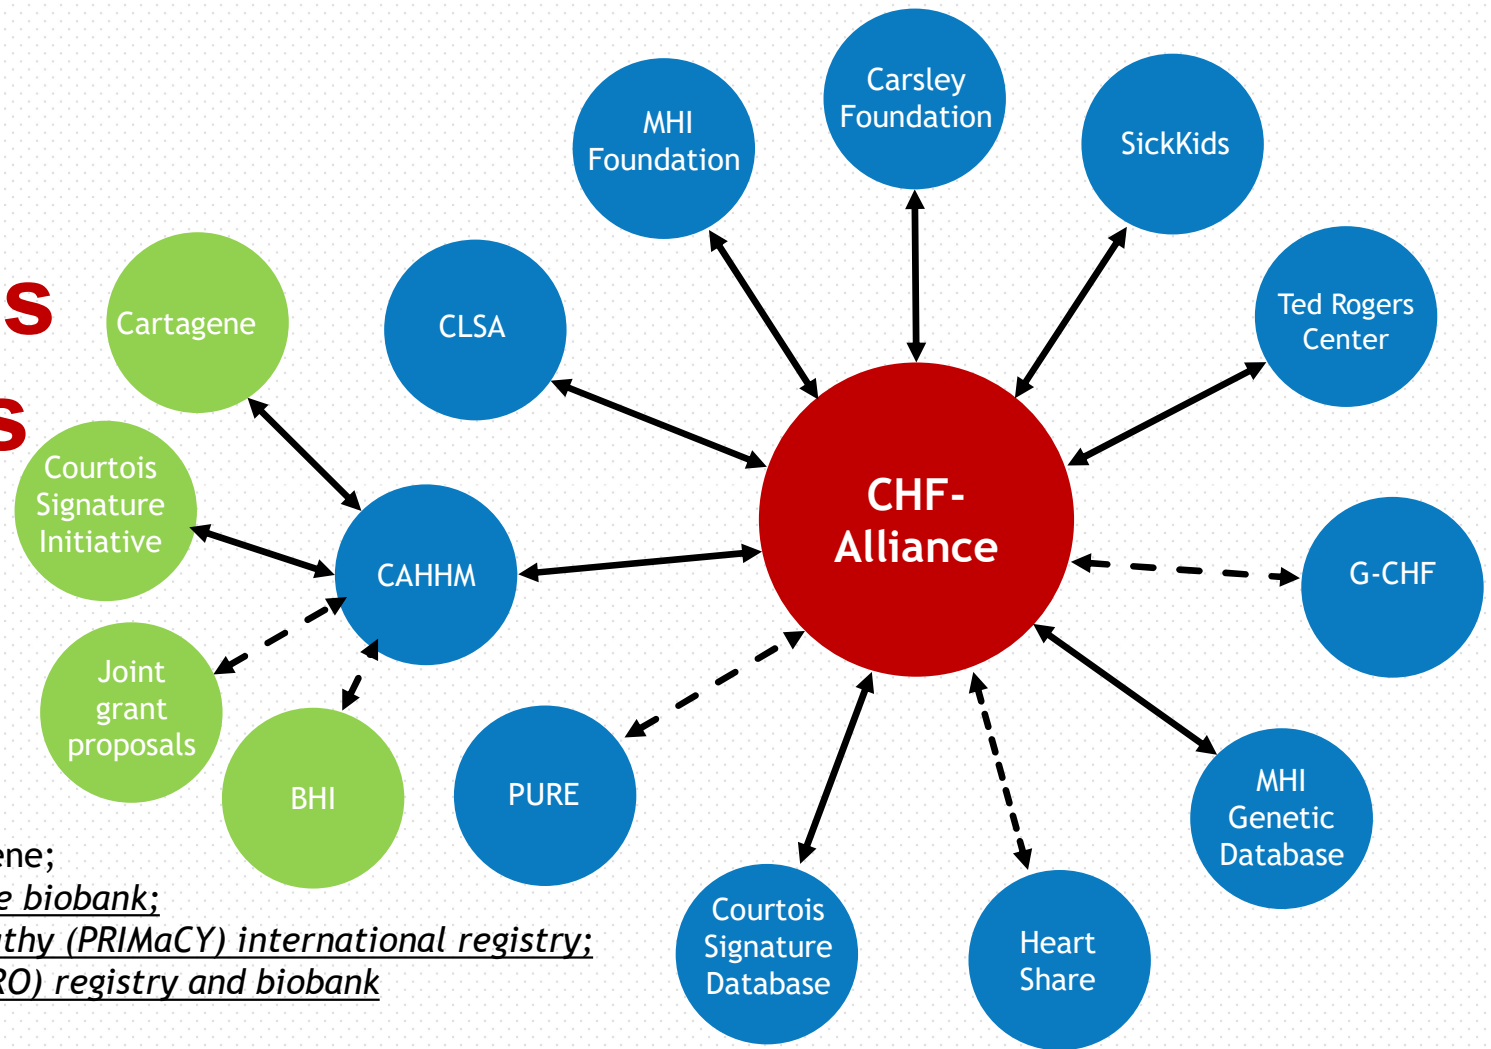 Carsley
Foundation
MHI
Foundation
SickKids
s
Cartagene
CLSA
Ted Rogers
Center
s
Courtois
Signature
Initiative
CHF-
Alliance
CAHHM
G-CHF
Joint
grant
proposals
BHI
PURE
MHI
Genetic
Database
Courtois
Signature
Database
Heart
Share
ene;
e biobank;
athy (PRIMaCY) international registry;
RO) registry and biobank